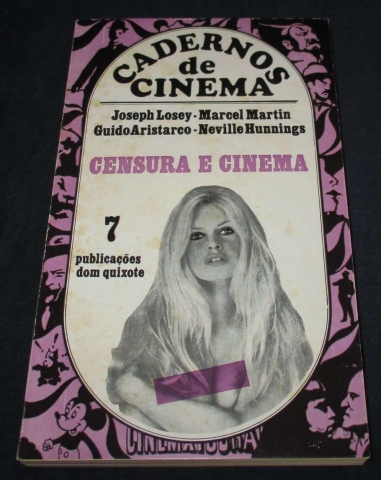 CADERNOS
de
CINEMA
Joseph Losey - Marcel Martin
Guido Aristarco - Neville Hunnings
CENSURA E CINEMA
7
publicações
dom quixote